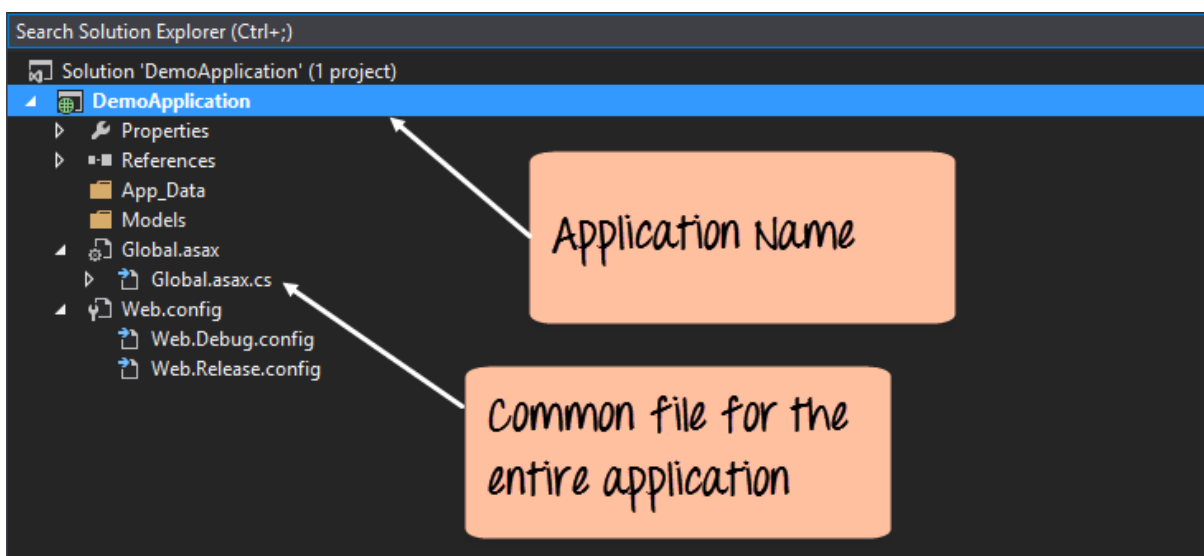 Search Solution Explorer (Ctrl+;)
Solution 'DemoApplication' (1 project)
DemoApplication
Properties
References
App_Data
Models
Global.asax
Global.asax.cs
Web.config
Web.Debug.config
Web.Release.config
Application Name
Common file for the
entire application